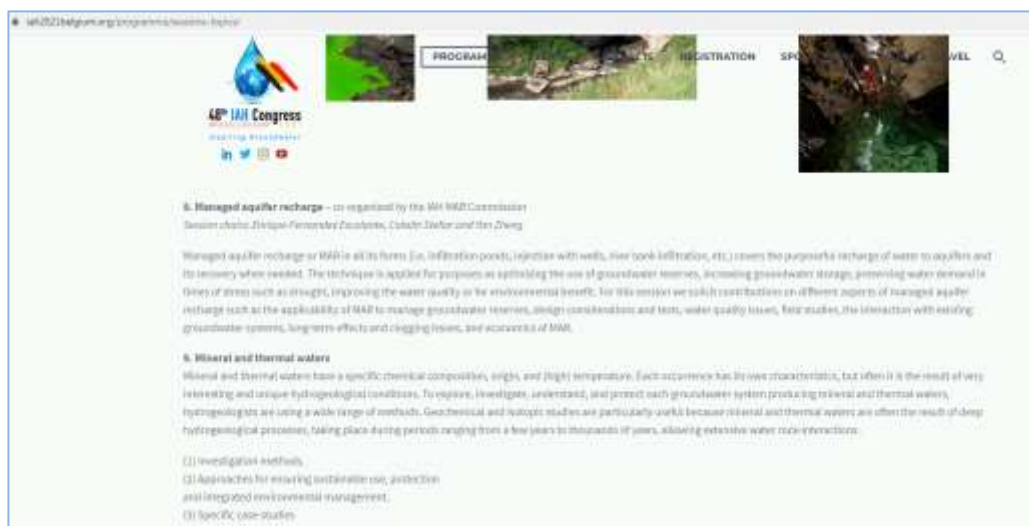 iah2021belgium.org/programme/sessions-topics/
PROGRAM REGISTRATION SPO VEL
48th IAH Congress
Inspiring Groundwater
in
Managed aquifer recharge – co-organized by the IAH MAR Commission
Session chairs: Enrique Fernandez Escalante, Catalin Stefan and Yan Zheng
Managed aquifer recharge or MAR in all its forms (i.e. infiltration ponds, injection with wells, river bank infiltration, etc.) covers the purposeful recharge of water to aquifers and
its recovery when needed. The technique is applied for purposes as optimizing the use of groundwater reserves, increasing groundwater storage, preserving water demand in
times of stress such as drought, improving the water quality or for environmental benefit. For this session we solicit contributions on different aspects of managed aquifer
recharge such as the applicability of MAR to manage groundwater reserves, design considerations and tests, water quality issues, field studies, the interaction with existing
groundwater systems, long-term effects and clogging issues, and economics of MAR.
9. Mineral and thermal waters
Mineral and thermal waters have a specific chemical composition, origin, and (high) temperature. Each occurrence has its own characteristics, but often it is the result of very
interesting and unique hydrogeological conditions. To explore, investigate, understand, and protect each groundwater system producing mineral and thermal waters,
hydrogeologists are using a wide range of methods. Geochemical and isotopic studies are particularly useful because mineral and thermal waters are often the result of deep
hydrogeological processes, taking place during periods ranging from a few years to thousands of years, allowing extensive water rock interactions.
(1) Investigation methods
(2) Approaches for ensuring sustainable use, protection
and integrated environmental management.
(3) Specific case-studies